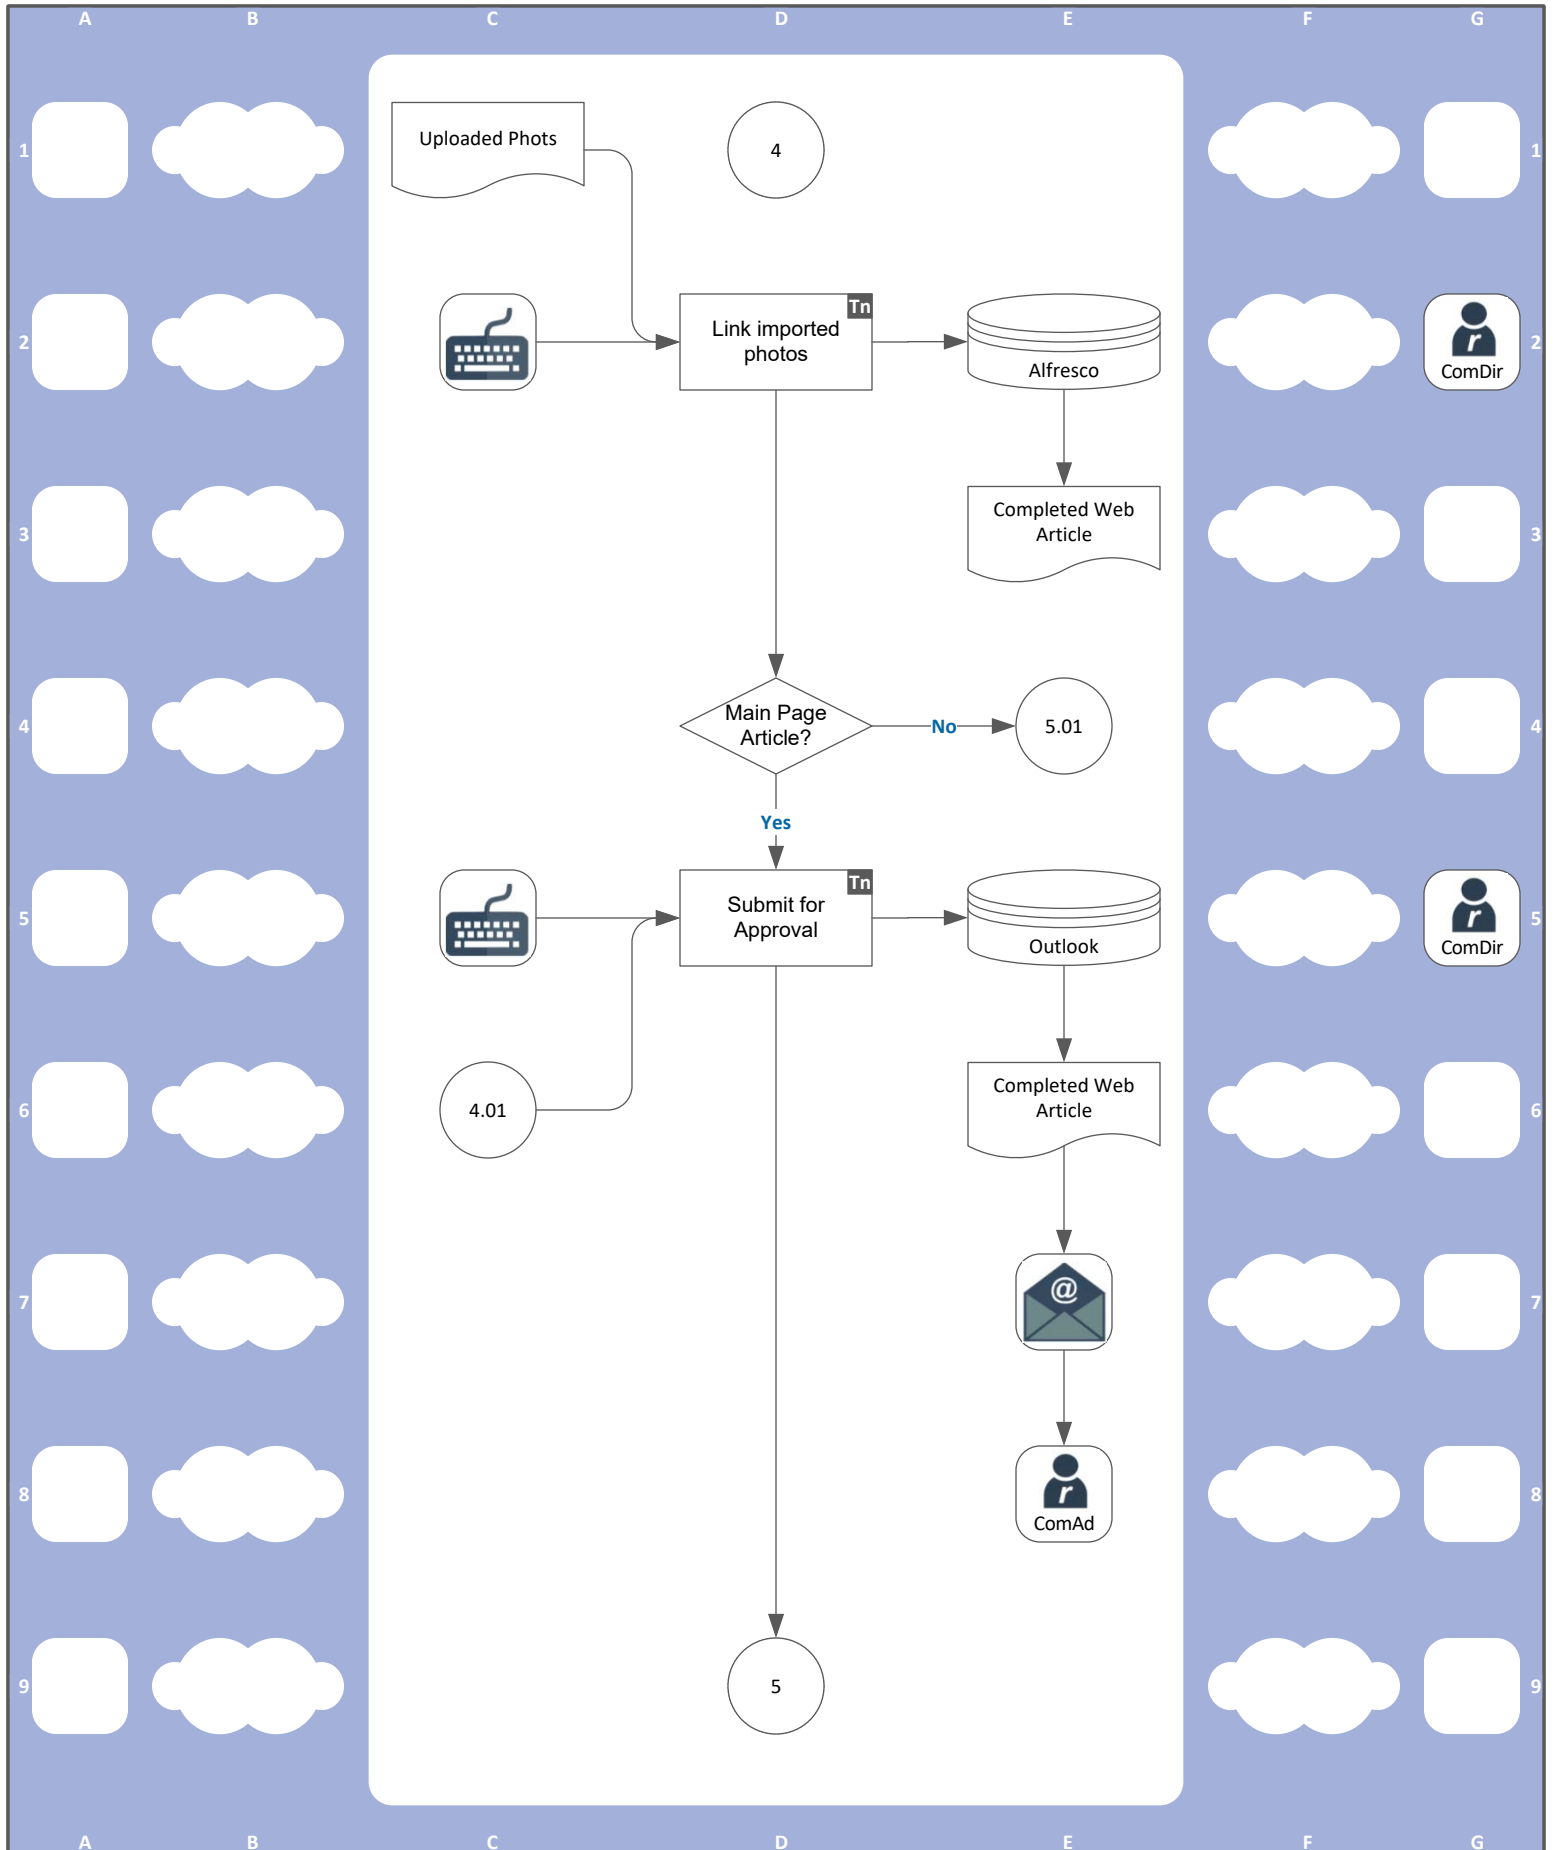 A B C D E F G
1 Uploaded Phots 4 1
2 Link imported
photos
Tn
Alfresco
ComDir 2
3 Completed Web
Article 3
4 Main Page
Article?
No
5.01 4
Yes
5 Submit for
Approval
Tn
Outlook
ComDir 5
6 4.01 Completed Web
Article 6
7 @ 7
8 r
ComAd 8
9 5 9
A B C D E F G